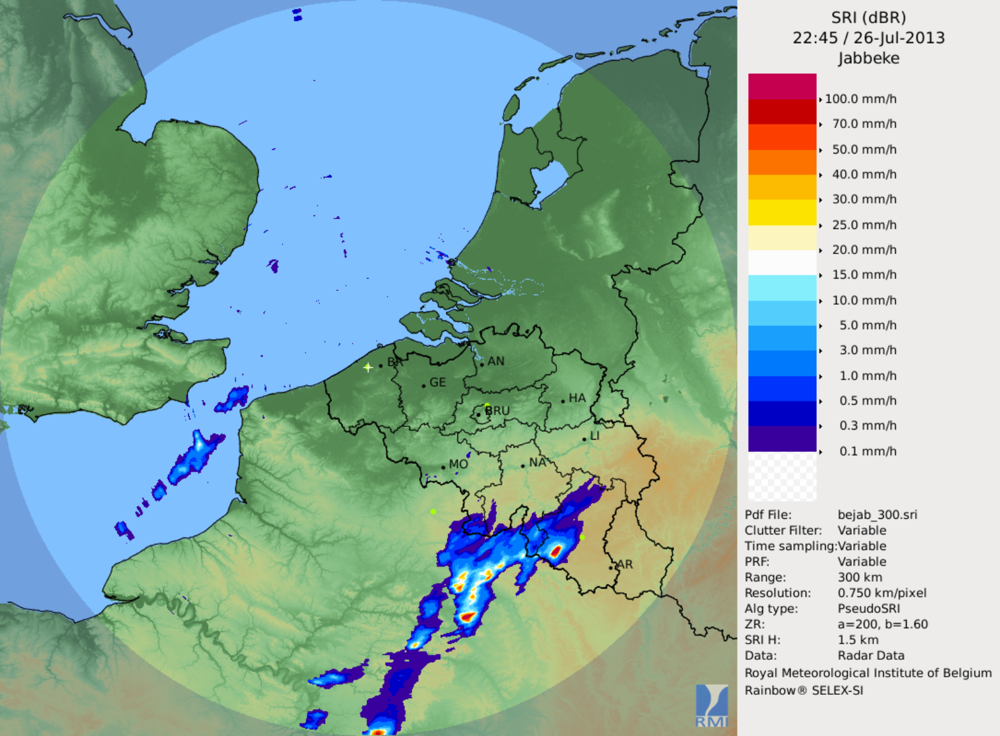 SRI (dBR)
22:45 / 26-Jul-2013
Jabbeke
100.0 mm/h
70.0 mm/h
50.0 mm/h
40.0 mm/h
30.0 mm/h
25.0 mm/h
20.0 mm/h
15.0 mm/h
10.0 mm/h
5.0 mm/h
3.0 mm/h
1.0 mm/h
0.5 mm/h
0.3 mm/h
0.1 mm/h
Pdf File: bejab_300.sri
Clutter Filter: Variable
Time sampling: Variable
PRF: Variable
Range: 300 km
Resolution: 0.750 km/pixel
Alg type: PseudoSRI
ZR: a=200, b=1.60
SRI H: 1.5 km
Data: Radar Data
Royal Meteorological Institute of Belgium
Rainbow® SELEX-SI
BR
AN
GE
HA
BRU
LI
MO
NA
AR
RMI